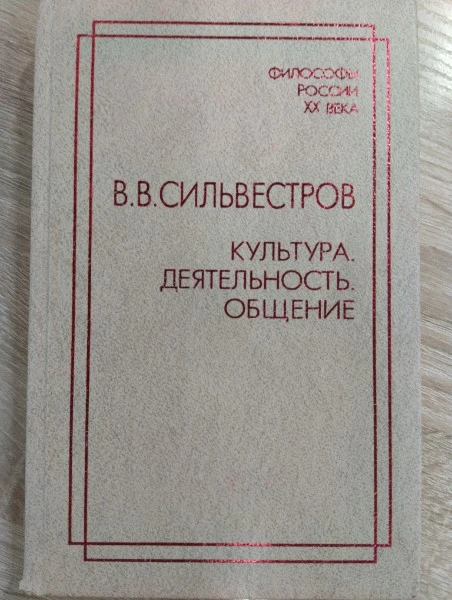 ФИЛОСОФЫ
РОССИИ
XX ВЕКА
В.В.СИЛЬВЕСТРОВ
КУЛЬТУРА.
ДЕЯТЕЛЬНОСТЬ.
ОБЩЕНИЕ